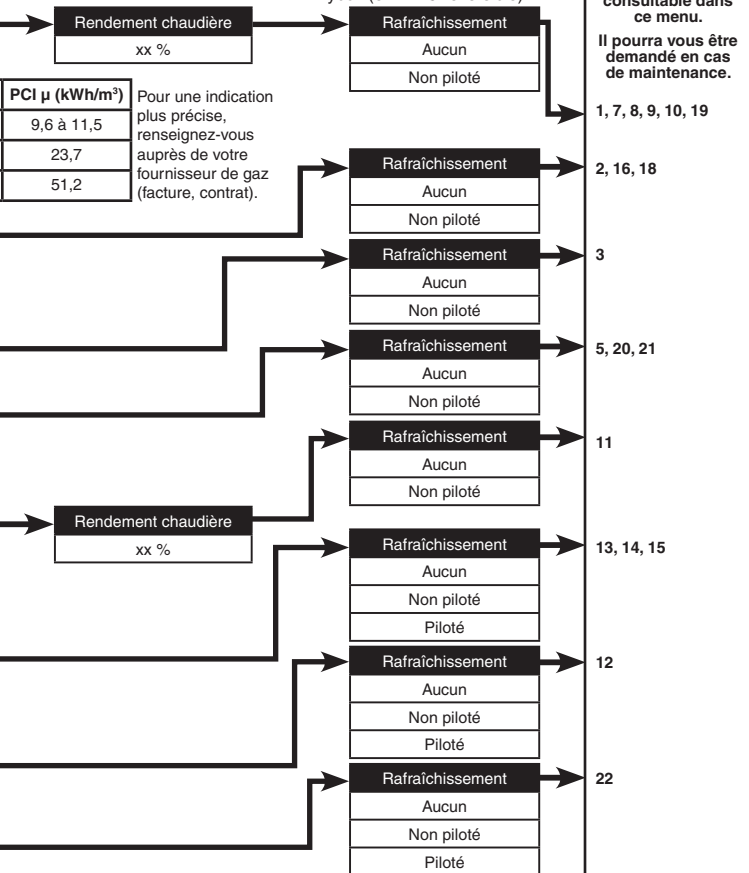 consultable dans
ce menu.
Il pourra vous être
demandé en cas
de maintenance.
Rendement chaudière
xx %
Rafraîchissement
Aucun
Non piloté
1, 7, 8, 9, 10, 19
PCI µ (kWh/m³)
9,6 à 11,5
23,7
51,2
Pour une indication
plus précise,
renseignez-vous
auprès de votre
fournisseur de gaz
(facture, contrat).
Rafraîchissement
Aucun
Non piloté
2, 16, 18
Rafraîchissement
Aucun
Non piloté
3
Rafraîchissement
Aucun
Non piloté
5, 20, 21
Rafraîchissement
Aucun
Non piloté
11
Rendement chaudière
xx %
Rafraîchissement
Aucun
Non piloté
Piloté
13, 14, 15
Rafraîchissement
Aucun
Non piloté
Piloté
12
Rafraîchissement
Aucun
Non piloté
Piloté
22